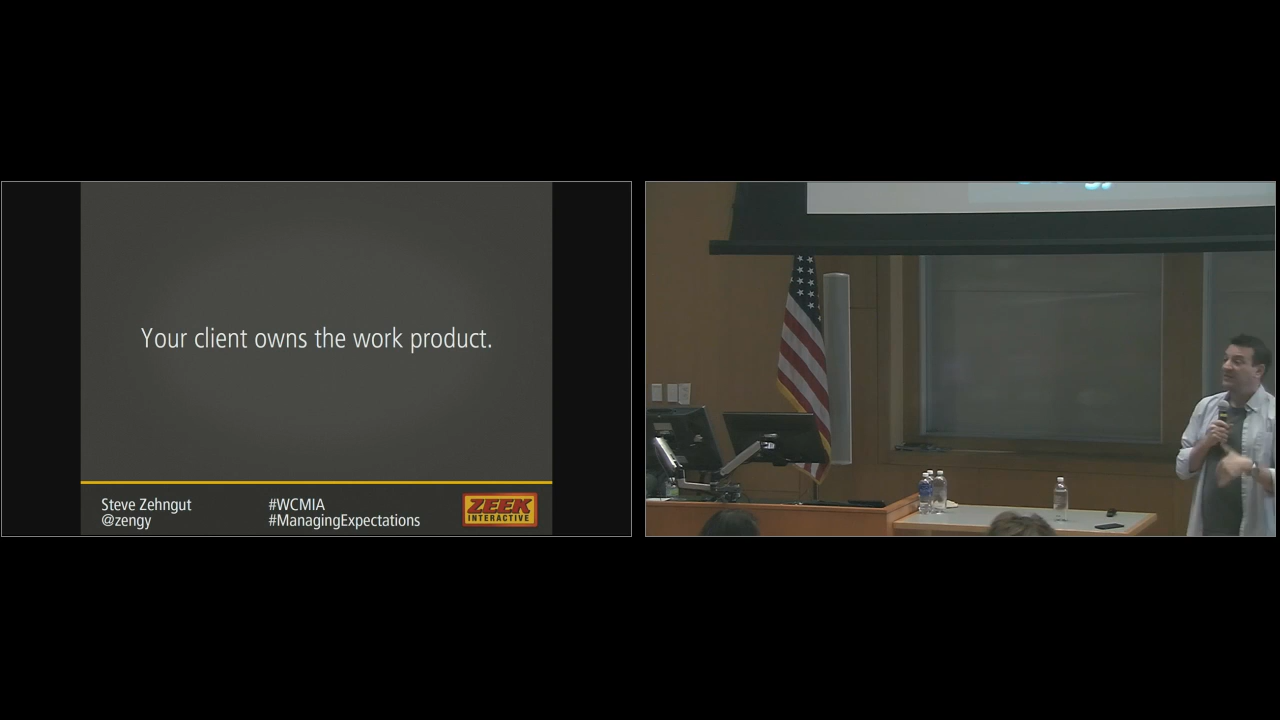 Your client owns the work product.
Steve Zehngut
@zengy
#WCMIA
#ManagingExpectations
ZEEK
INTERACTIVE